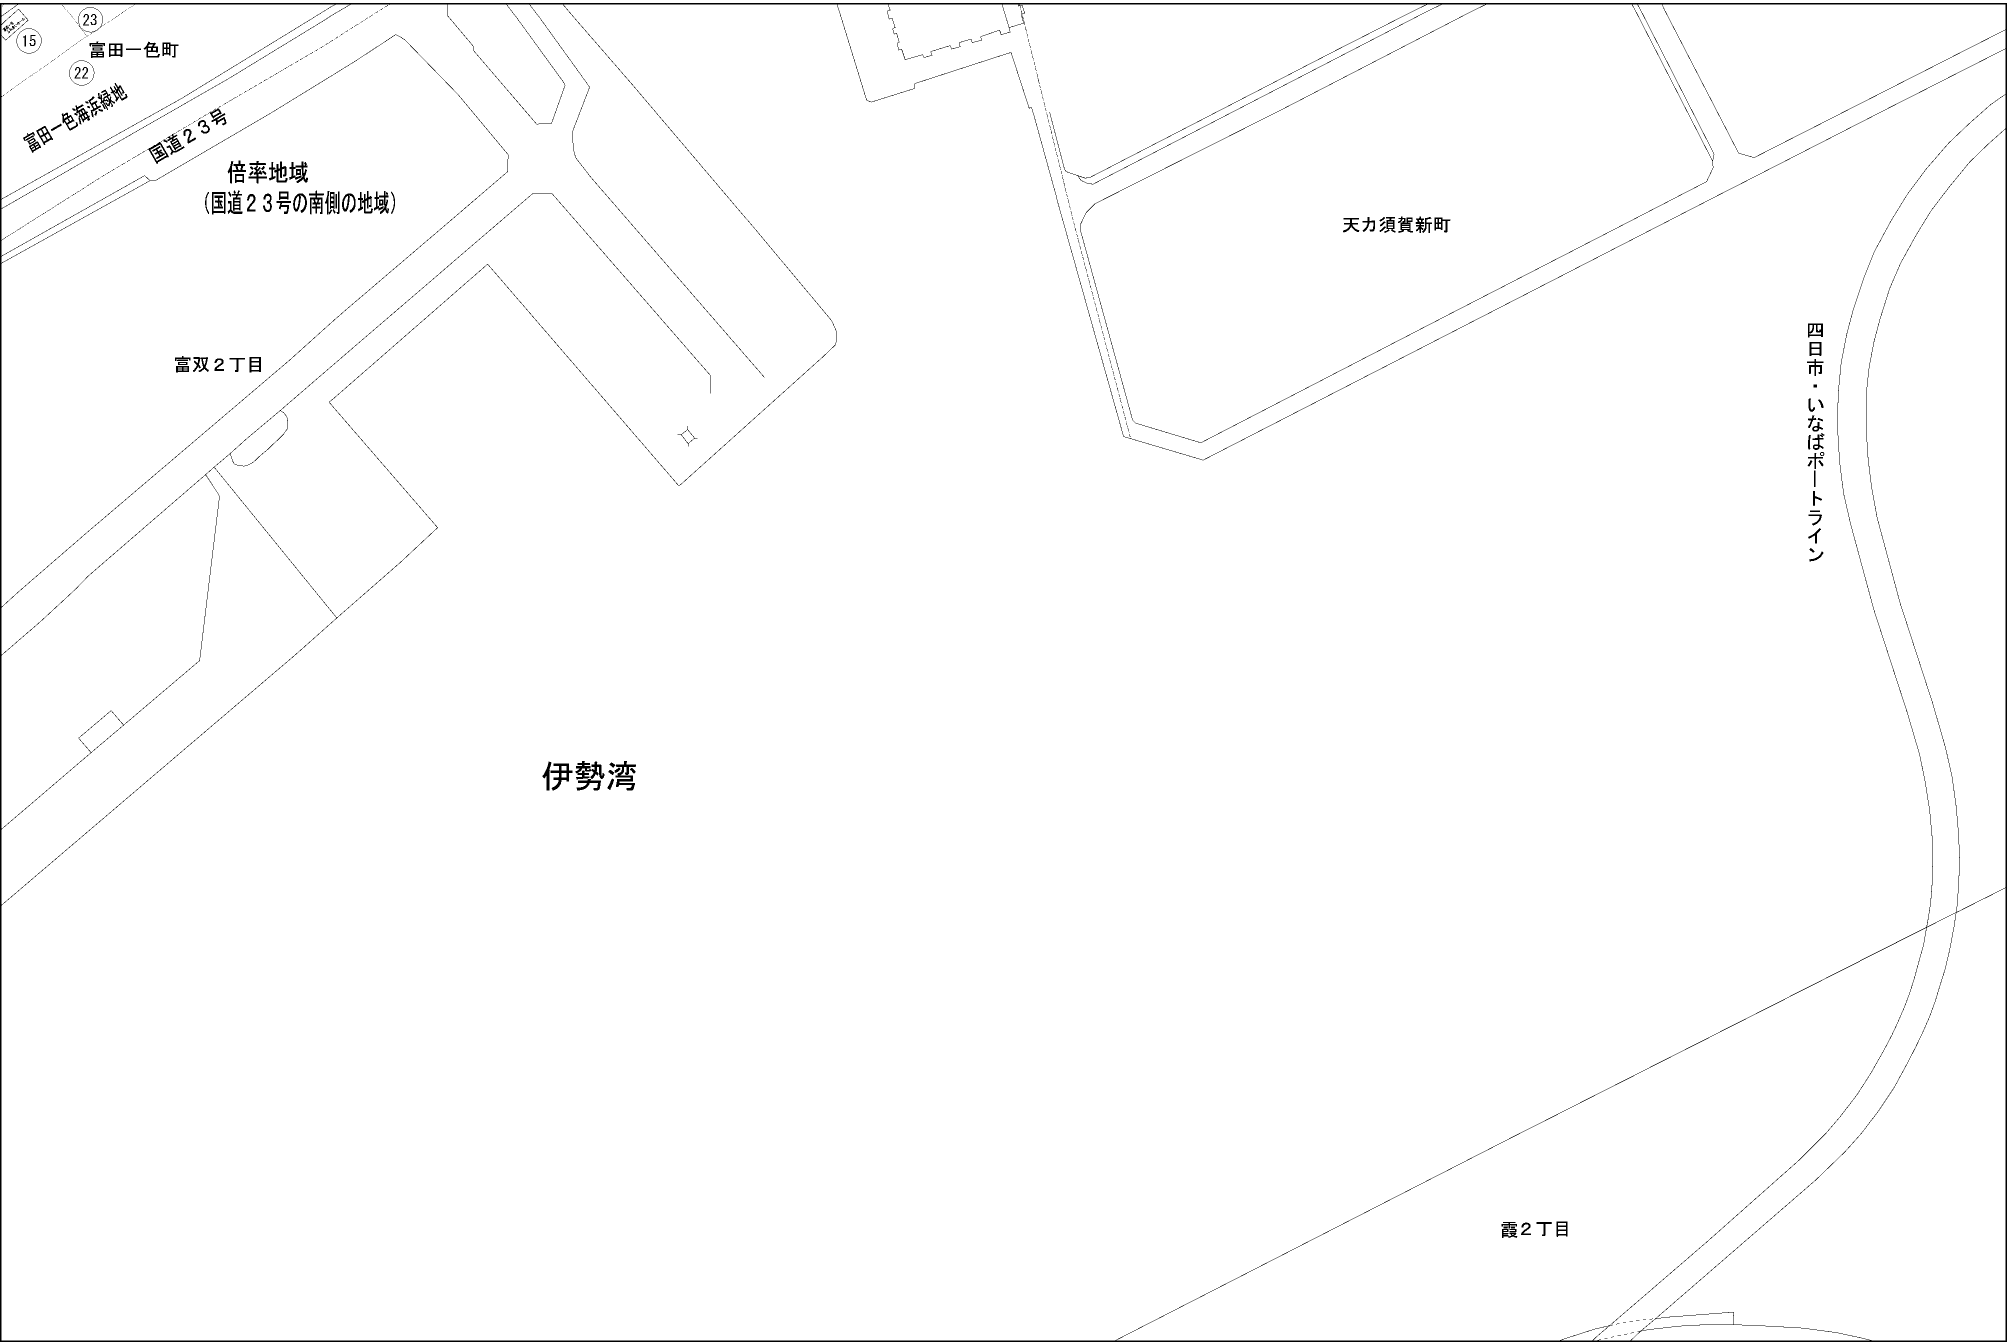 23
15
富田一色町
22
富田一色海浜緑地
国道２３号
倍率地域
（国道２３号の南側の地域）
天カ須賀新町
四日市・いなばポートライン
富双２丁目
伊勢湾
霞２丁目